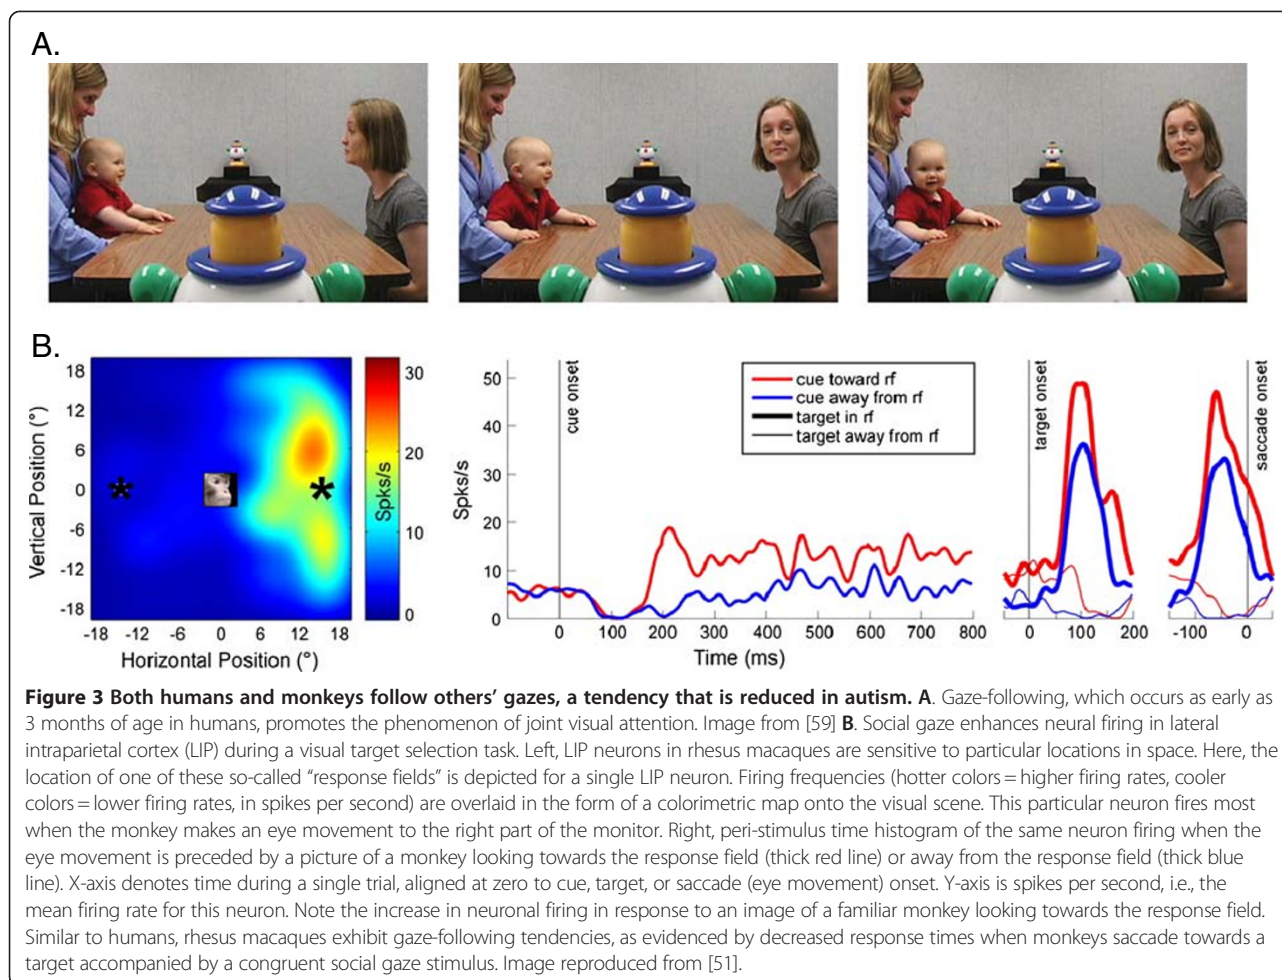 A.
B.
18
12
6
0
-6
-12
-18
Vertical Position (°)
-18 -12 -6 0 6 12 18
Horizontal Position (°)
30
20
10
0
Spks/s
50
40
30
20
10
0
Spks/s
cue onset
cue toward rf
cue away from rf
target in rf
target away from rf
0 100 200 300 400 500 600 700 800
Time (ms)
target onset
0 100 200
saccade onset
-100 0
Figure 3 Both humans and monkeys follow others’ gazes, a tendency that is reduced in autism. A. Gaze-following, which occurs as early as
3 months of age in humans, promotes the phenomenon of joint visual attention. Image from [59] B. Social gaze enhances neural firing in lateral
intraparietal cortex (LIP) during a visual target selection task. Left, LIP neurons in rhesus macaques are sensitive to particular locations in space. Here, the
location of one of these so-called “response fields” is depicted for a single LIP neuron. Firing frequencies (hotter colors = higher firing rates, cooler
colors = lower firing rates, in spikes per second) are overlaid in the form of a colorimetric map onto the visual scene. This particular neuron fires most
when the monkey makes an eye movement to the right part of the monitor. Right, peri-stimulus time histogram of the same neuron firing when the
eye movement is preceded by a picture of a monkey looking towards the response field (thick red line) or away from the response field (thick blue
line). X-axis denotes time during a single trial, aligned at zero to cue, target, or saccade (eye movement) onset. Y-axis is spikes per second, i.e., the
mean firing rate for this neuron. Note the increase in neuronal firing in response to an image of a familiar monkey looking towards the response field.
Similar to humans, rhesus macaques exhibit gaze-following tendencies, as evidenced by decreased response times when monkeys saccade towards a
target accompanied by a congruent social gaze stimulus. Image reproduced from [51].